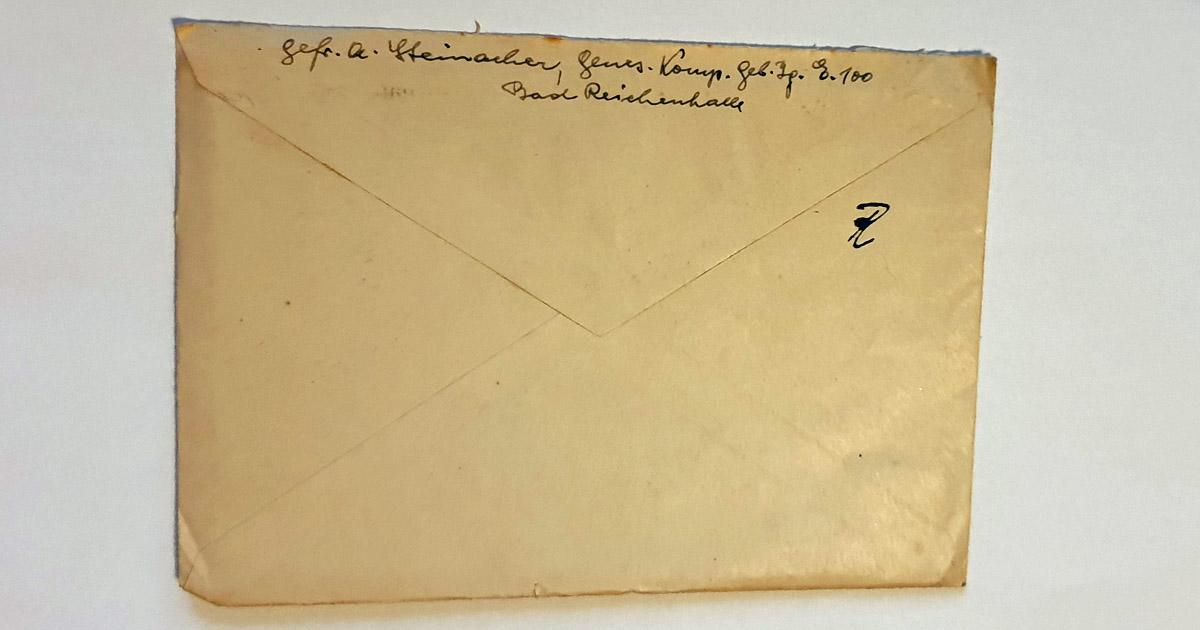 Gefr. A. Steinacher, Genes. Komp. Geb. Jg. E. 100
Bad Reichenhall